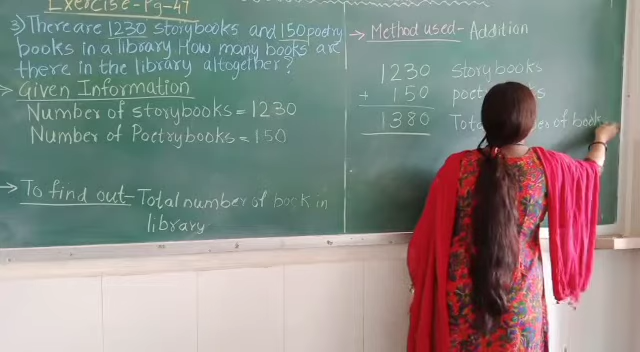 Exercise - Pg-47
3) There are 1230 storybooks and 150 poetry
books in a library. How many books are
there in the library altogether?
→ Given Information
Number of storybooks = 1230
Number of Poetrybooks = 150
→ To find out - Total number of book in
library
→ Method used - Addition
1230 storybooks
+ 150
1380 of books